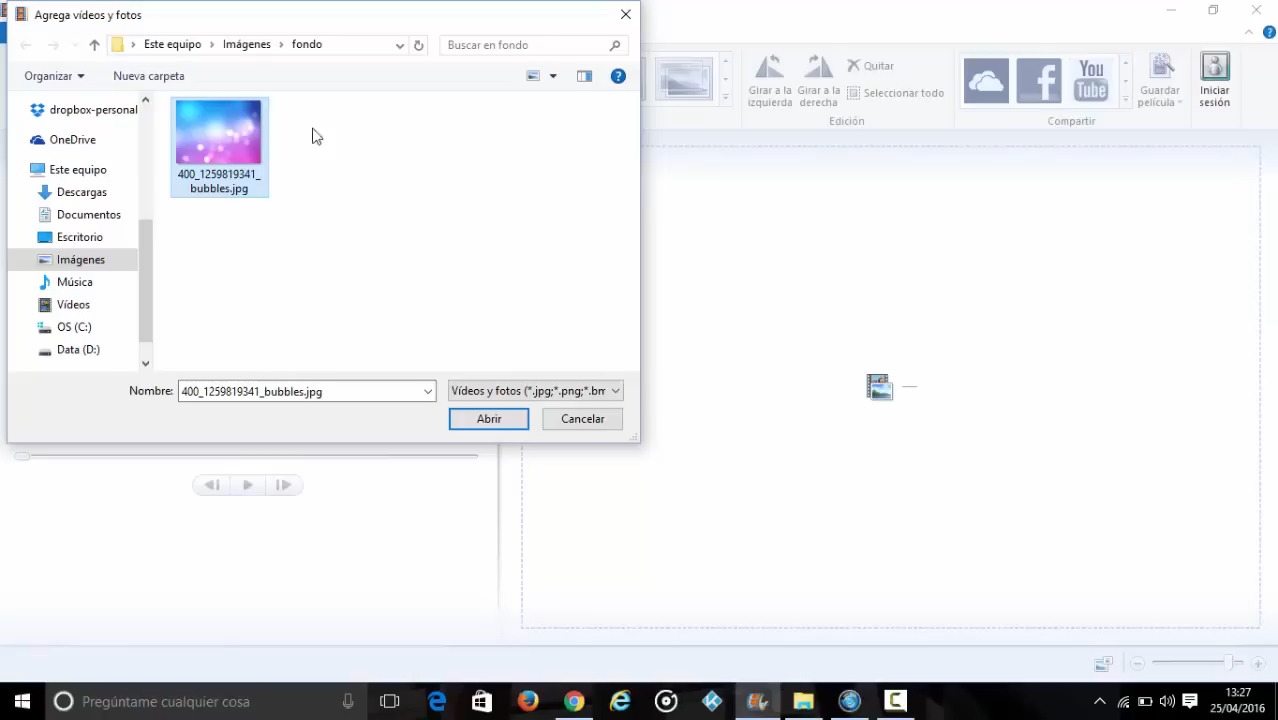 Agrega vídeos y fotos
Este equipo
Imágenes
fondo
Buscar en fondo
Organizar
Nueva carpeta
dropbox-personal
OneDrive
Este equipo
Descargas
Documentos
Escritorio
Imágenes
Música
Vídeos
OS (C:)
Data (D:)
400_1259819341_
bubbles.jpg
Nombre:
400_1259819341_bubbles.jpg
Vídeos y fotos (*.jpg;*.png;*.bm
Abrir
Cancelar
Girar a la
izquierda
Girar a la
derecha
Quitar
Seleccionar todo
Edición
You
Tube
Compartir
Guardar
película
Iniciar
sesión
Pregúntame cualquier cosa
13:27
25/04/2016